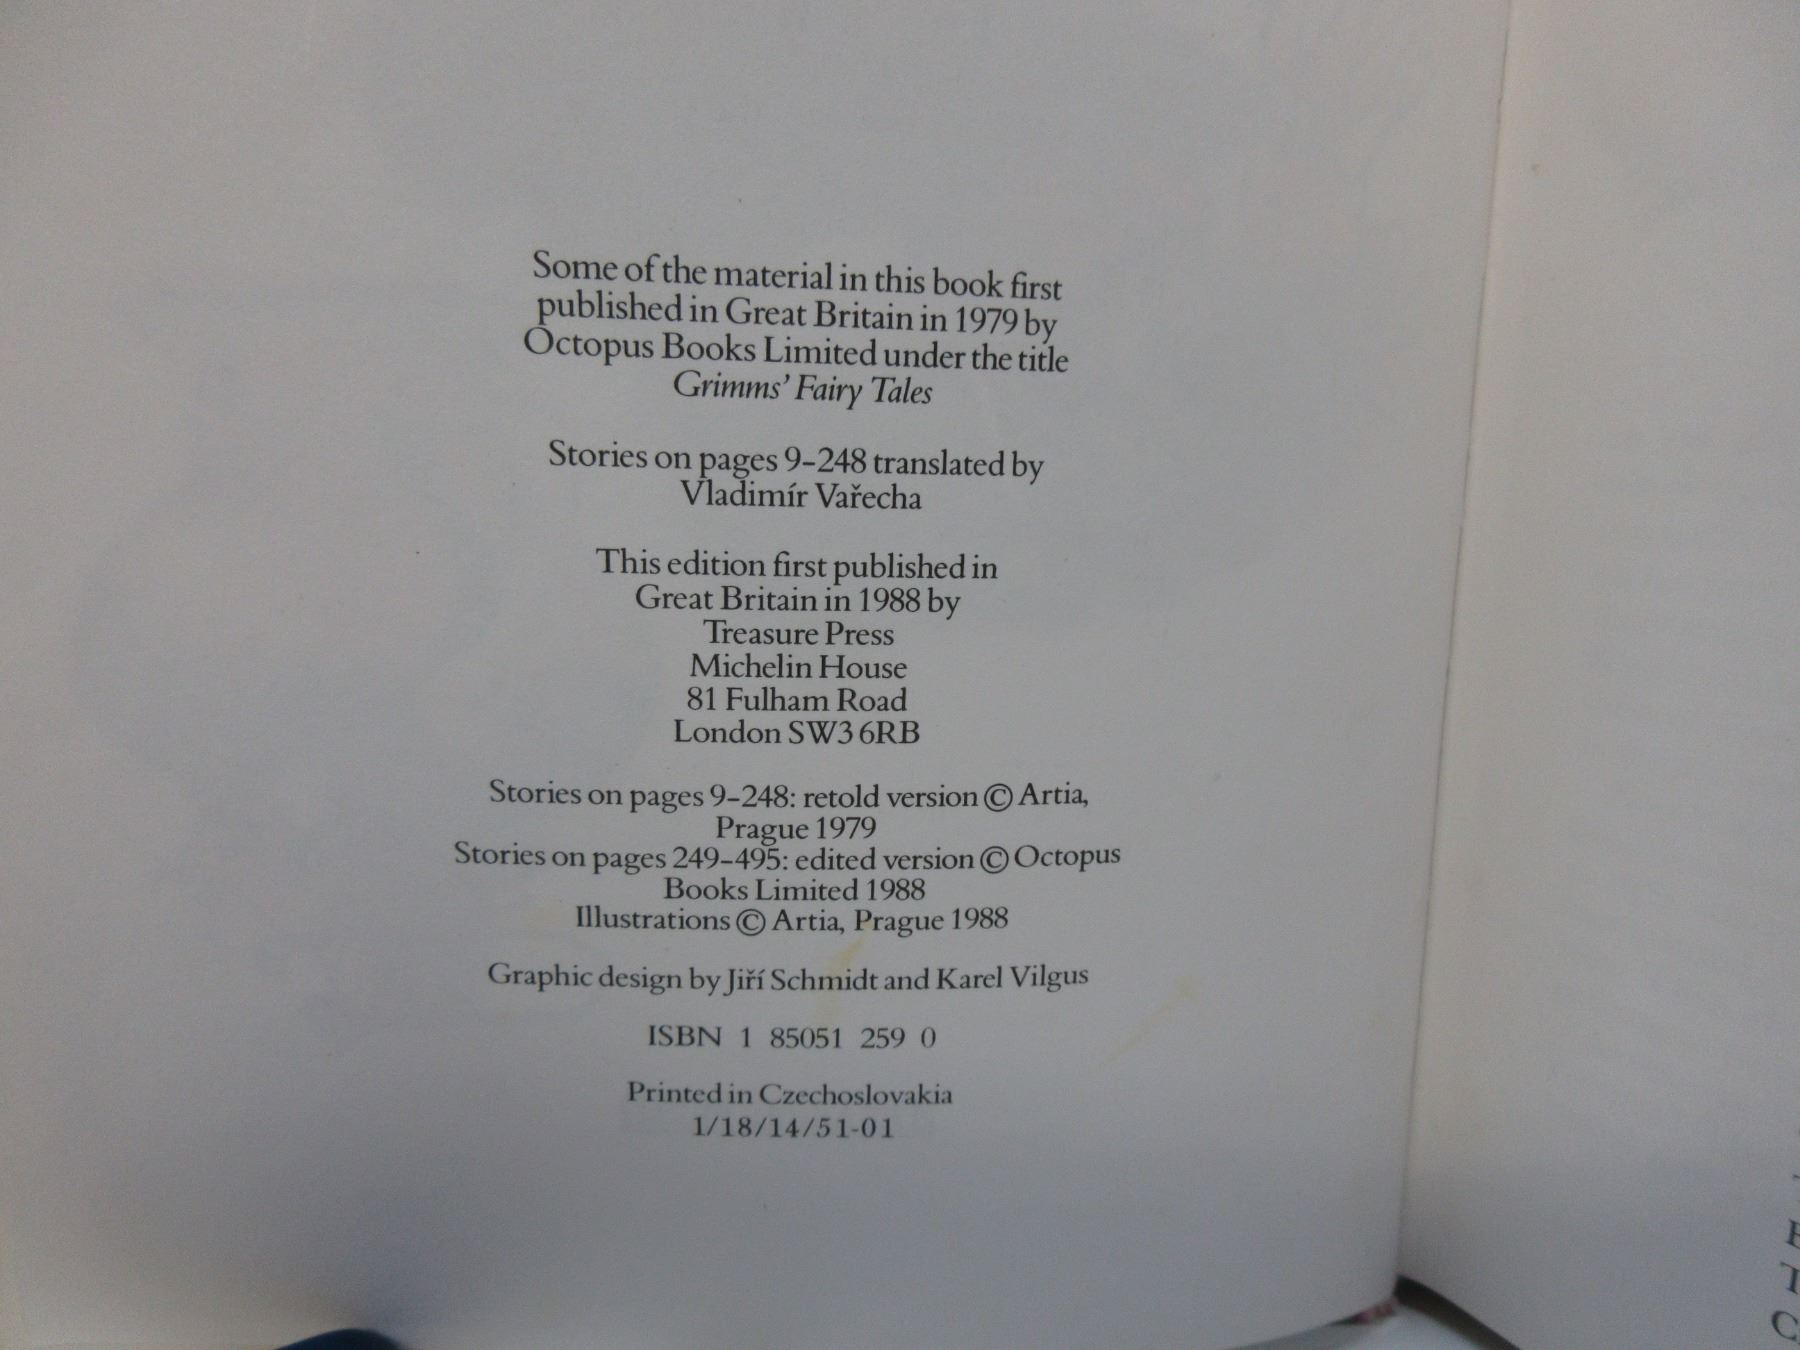 Some of the material in this book first
published in Great Britain in 1979 by
Octopus Books Limited under the title
Grimms' Fairy Tales
Stories on pages 9–248 translated by
Vladimír Vařecha
This edition first published in
Great Britain in 1988 by
Treasure Press
Michelin House
81 Fulham Road
London SW3 6RB
Stories on pages 9–248: retold version © Artia,
Prague 1979
Stories on pages 249–495: edited version © Octopus
Books Limited 1988
Illustrations © Artia, Prague 1988
Graphic design by Jiří Schmidt and Karel Vilgus
ISBN 1 85051 259 0
Printed in Czechoslovakia
1/18/14/51-01